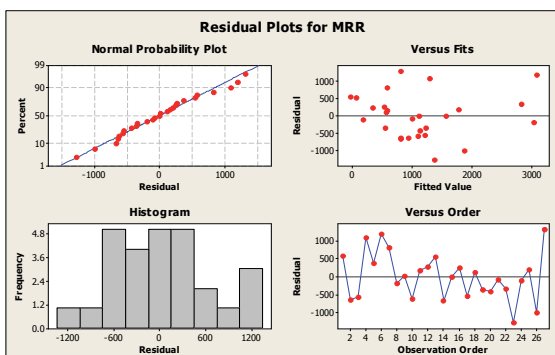 Residual Plots for MRR
Normal Probability Plot
Versus Fits
99
90
50
10
1
Percent
-1000
0
1000
Residual
1000
500
0
-500
-1000
Residual
0
1000
2000
3000
Fitted Value
Histogram
Versus Order
4.8
3.6
2.4
1.2
0.0
Frequency
-1200
-600
0
600
1200
Residual
1000
500
0
-500
-1000
Residual
2 4 6 8 10 12 14 16 18 20 22 24 26
Observation Order